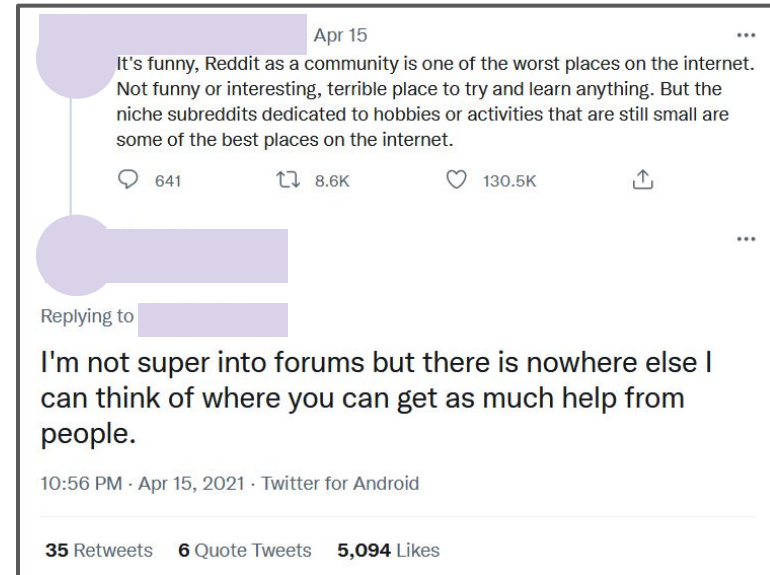 Apr 15
It's funny, Reddit as a community is one of the worst places on the internet.
Not funny or interesting, terrible place to try and learn anything. But the
niche subreddits dedicated to hobbies or activities that are still small are
some of the best places on the internet.
641 8.6K 130.5K
Replying to
I'm not super into forums but there is nowhere else I
can think of where you can get as much help from
people.
10:56 PM · Apr 15, 2021 · Twitter for Android
35 Retweets 6 Quote Tweets 5,094 Likes